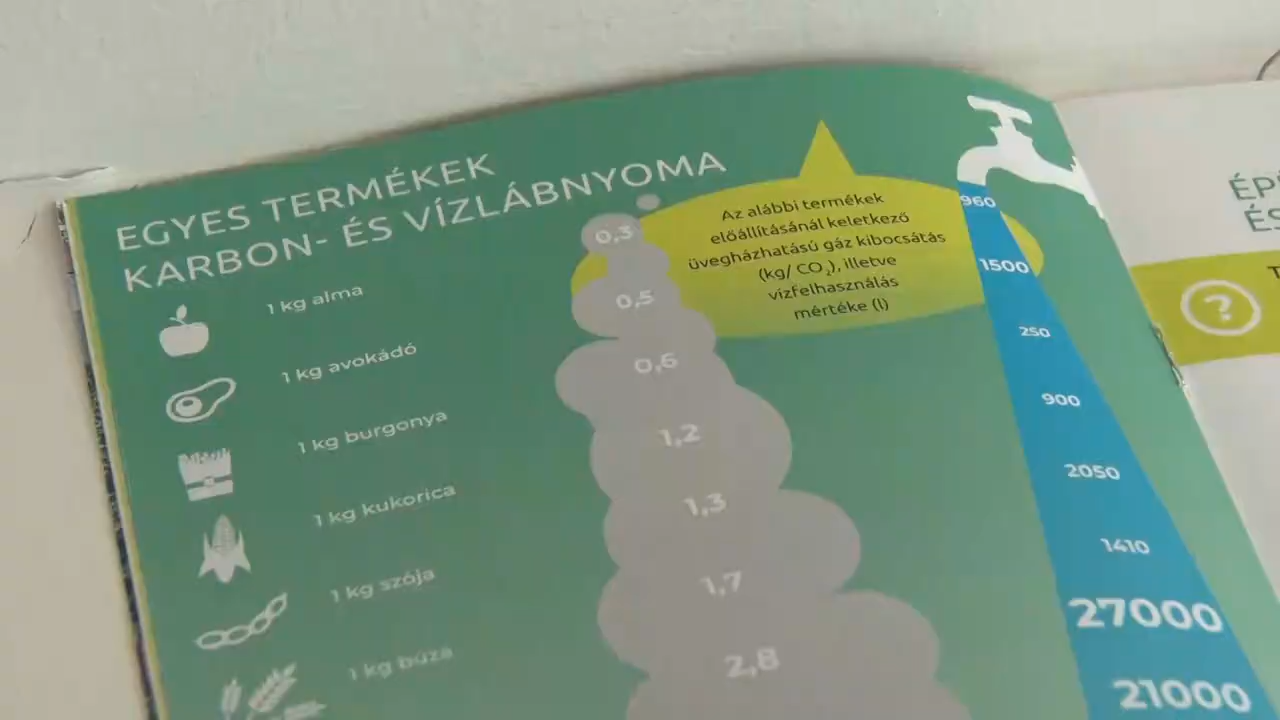 EGYES TERMÉKEK
KARBON- ÉS VÍZLÁBNYOMA
Az alábbi termékek
előállításánál keletkező
üvegházhatású gáz kibocsátás
(kg/ CO₂), illetve
vízfelhasználás
mértéke (l)
1 kg alma
0,3
960
1 kg avokádó
0,5
1500
1 kg burgonya
0,6
250
1 kg kukorica
1,2
900
1 kg szója
1,3
2050
1 kg búza
1,7
1410
2,8
27000
21000
?